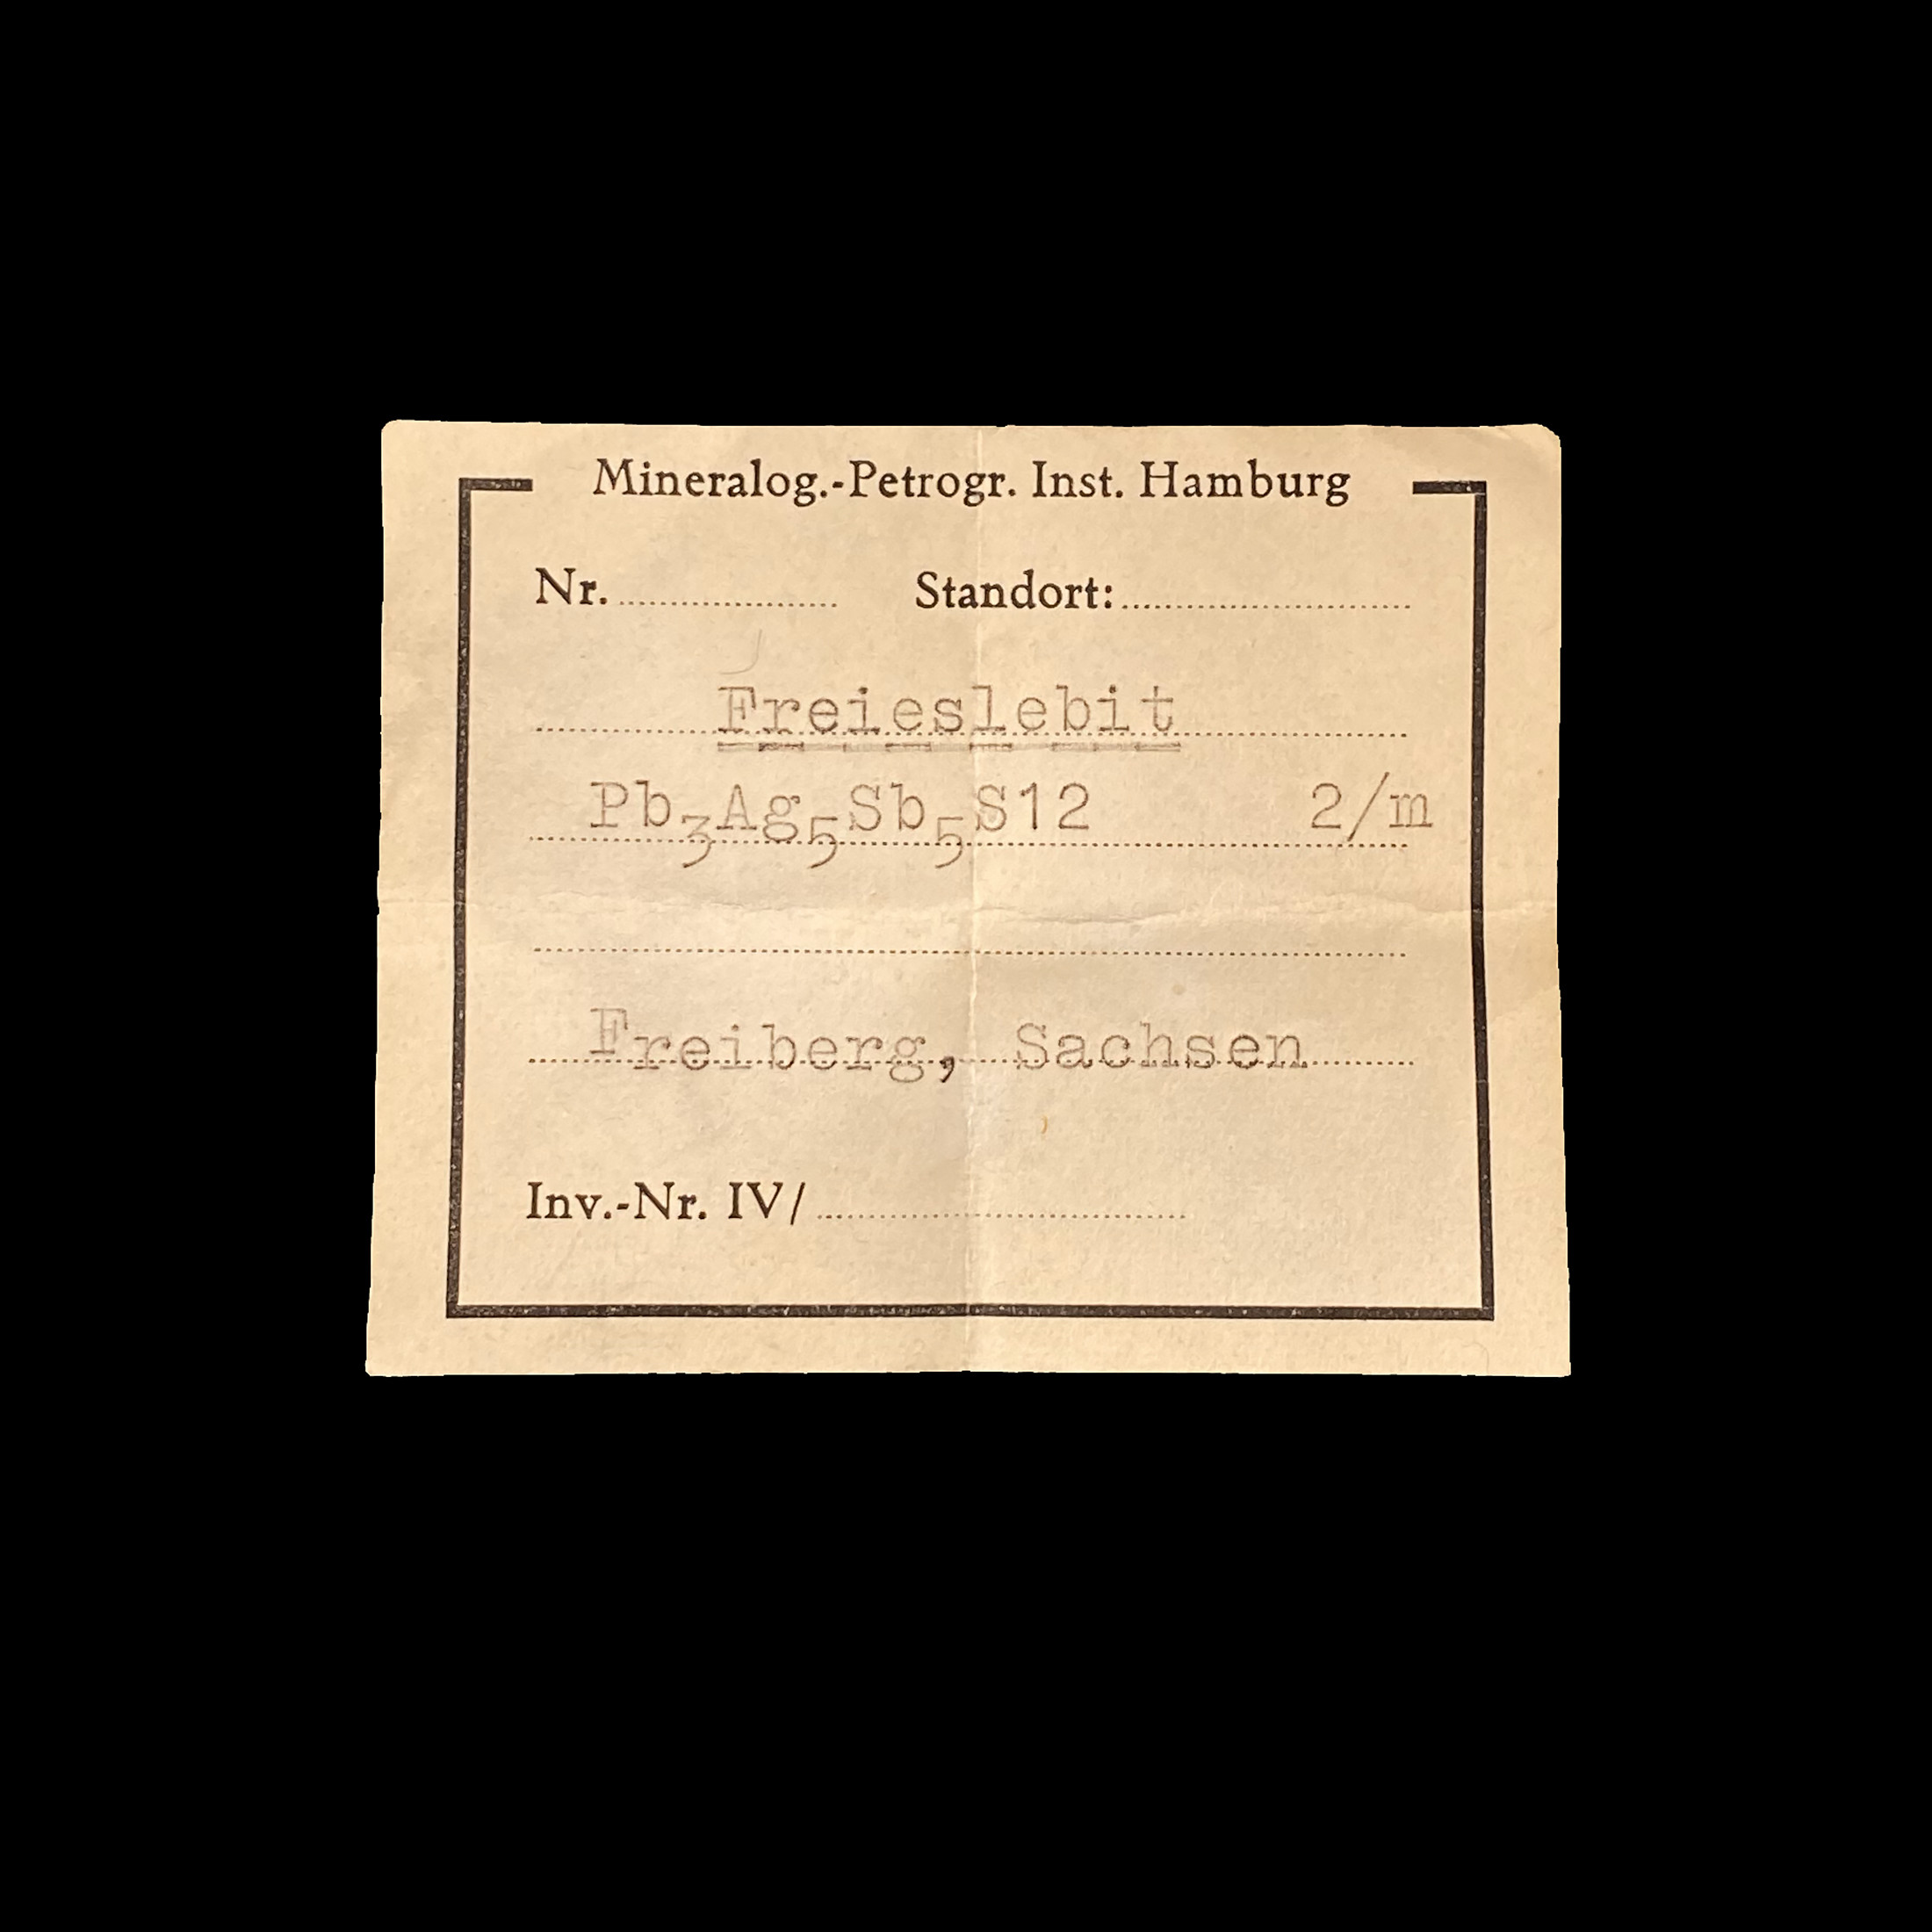 Mineralog.-Petrogr. Inst. Hamburg
Nr. Standort:
Freieslebit
Pb₃Ag₅Sb₅S12 2/m
Freiberg, Sachsen
Inv.-Nr. IV/